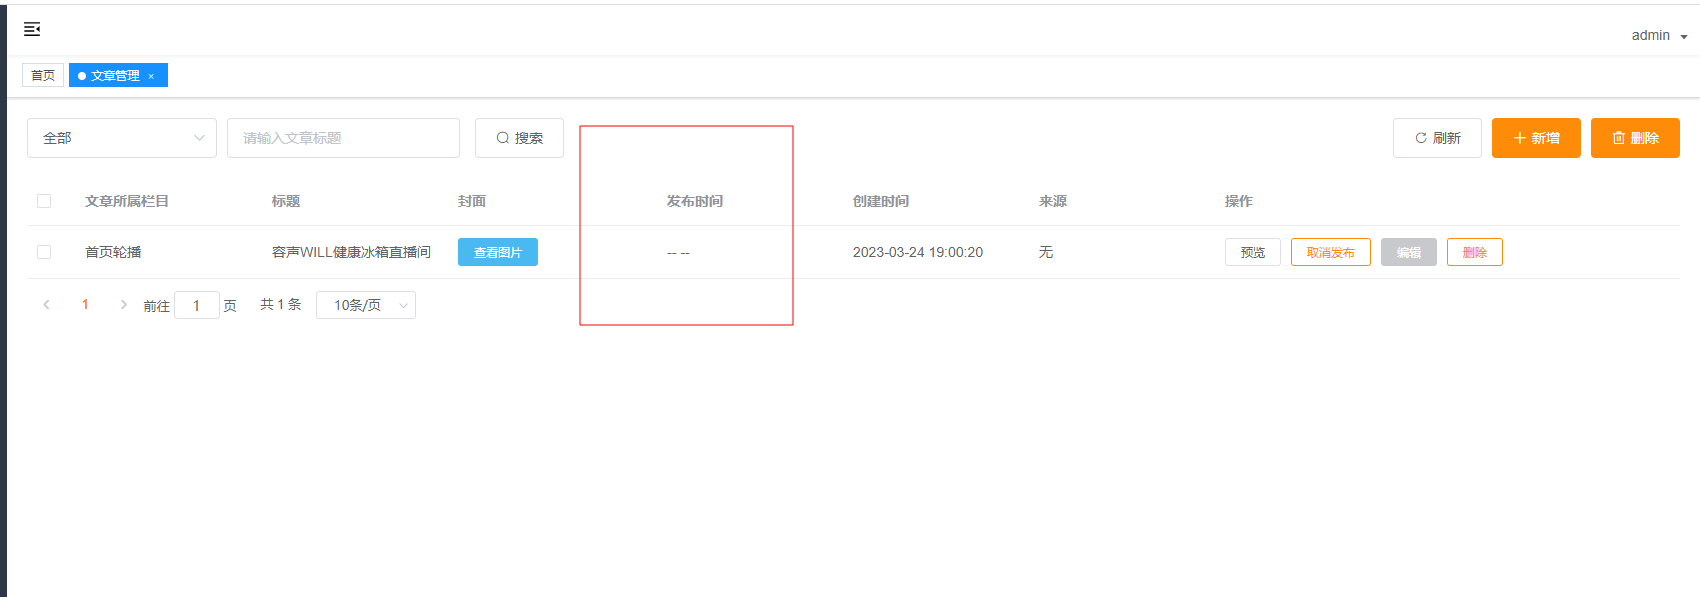 admin
首页 文章管理 ×
全部 请输入文章标题 搜索 刷新 新增 删除
文章所属栏目 标题 封面 发布时间 创建时间 来源 操作
首页轮播 容声WILL健康冰箱直播间 查看图片 -- -- 2023-03-24 19:00:20 无 预览 取消发布 编辑 删除
1 前往 1 页 共 1 条 10条/页